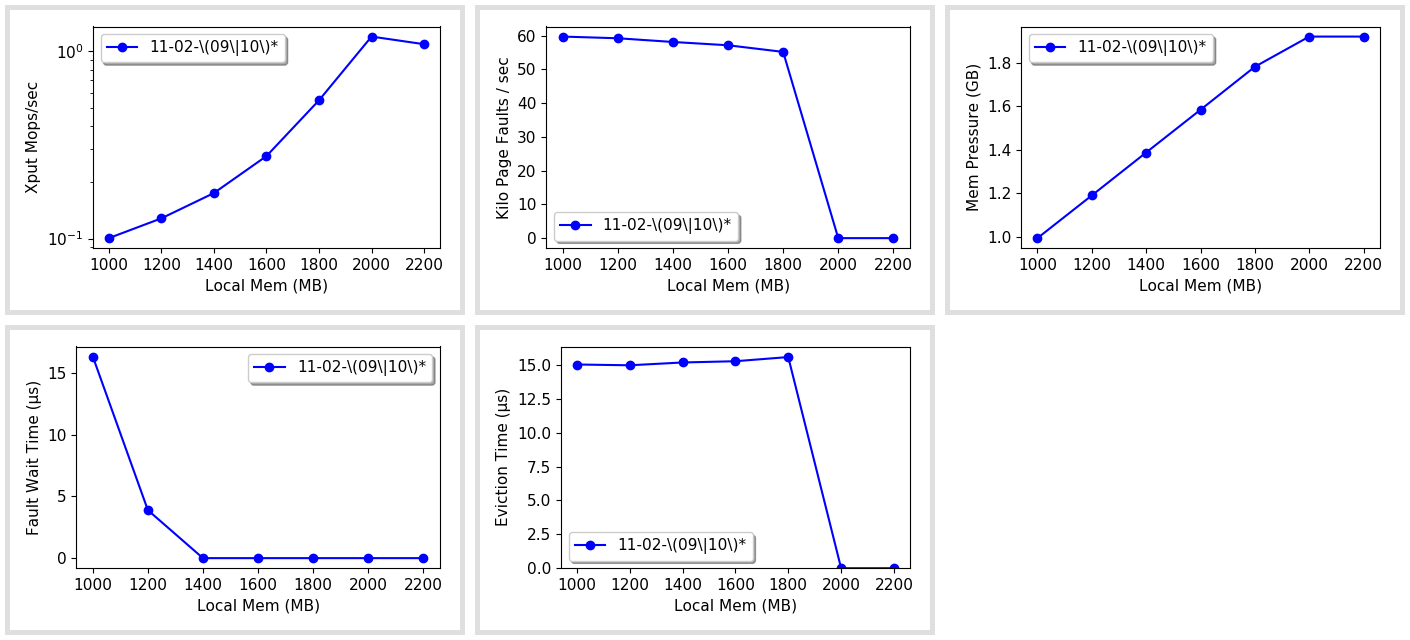 11-02-\(09\|10\)*
Xput Mops/sec
10⁰
10⁻¹
1000 1200 1400 1600 1800 2000 2200
Local Mem (MB)
11-02-\(09\|10\)*
Kilo Page Faults / sec
60
50
40
30
20
10
0
1000 1200 1400 1600 1800 2000 2200
Local Mem (MB)
11-02-\(09\|10\)*
Mem Pressure (GB)
1.8
1.6
1.4
1.2
1.0
1000 1200 1400 1600 1800 2000 2200
Local Mem (MB)
11-02-\(09\|10\)*
Fault Wait Time (µs)
15
10
5
0
1000 1200 1400 1600 1800 2000 2200
Local Mem (MB)
11-02-\(09\|10\)*
Eviction Time (µs)
15.0
12.5
10.0
7.5
5.0
2.5
0.0
1000 1200 1400 1600 1800 2000 2200
Local Mem (MB)